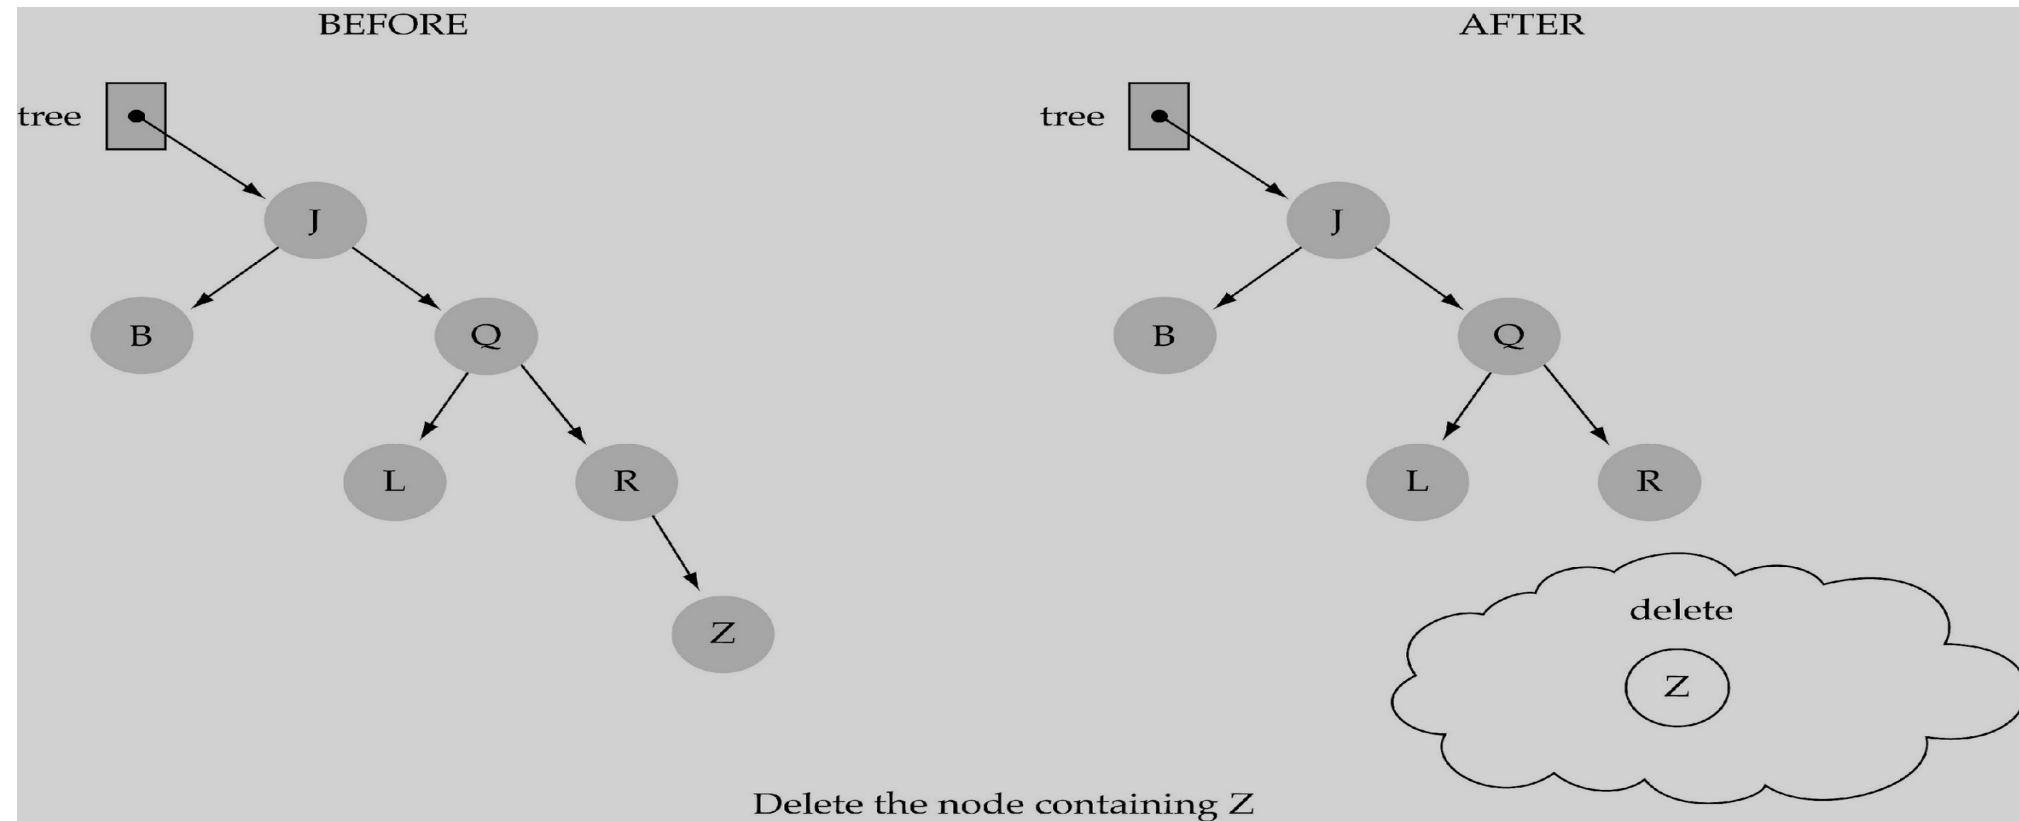 BEFORE
tree
J
B
Q
L
R
Z
AFTER
tree
J
B
Q
L
R
delete
Z
Delete the node containing Z